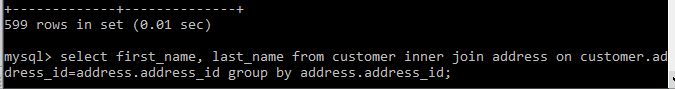 +-------------+--------------+
599 rows in set (0.01 sec)
mysql> select first_name, last_name from customer inner join address on customer.ad
dress_id=address.address_id group by address.address_id;